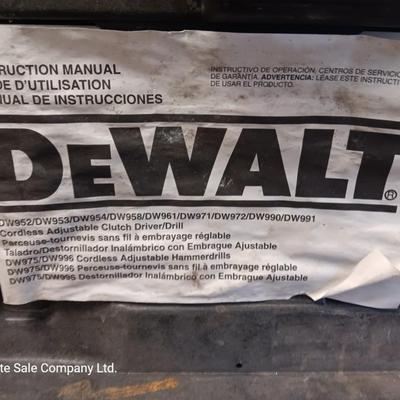 RUCTION MANUAL
E D'UTILISATION
UAL DE INSTRUCCIONES
INSTRUCTIVO DE OPERACIÓN, CENTROS DE SERVICIO
DE GARANTÍA. ADVERTENCIA: LÉASE ESTE INSTRUCTIV
DE USAR EL PRODUCTO.
DEWALT®
DW952/DW953/DW954/DW958/DW961/DW971/DW972/DW990/DW991
Cordless Adjustable Clutch Driver/Drill
Perceuse-tournevis sans fil à embrayage réglable
Taladro/Destornillador Inalámbrico con Embrague Ajustable
DW975/DW996 Cordless Adjustable Hammerdrills
DW975/DW996 Perceuse-tournevis sans fil à embrayage réglable
DW975/DW996 Destornillador Inalámbrico con Embrague Ajustable
te Sale Company Ltd.